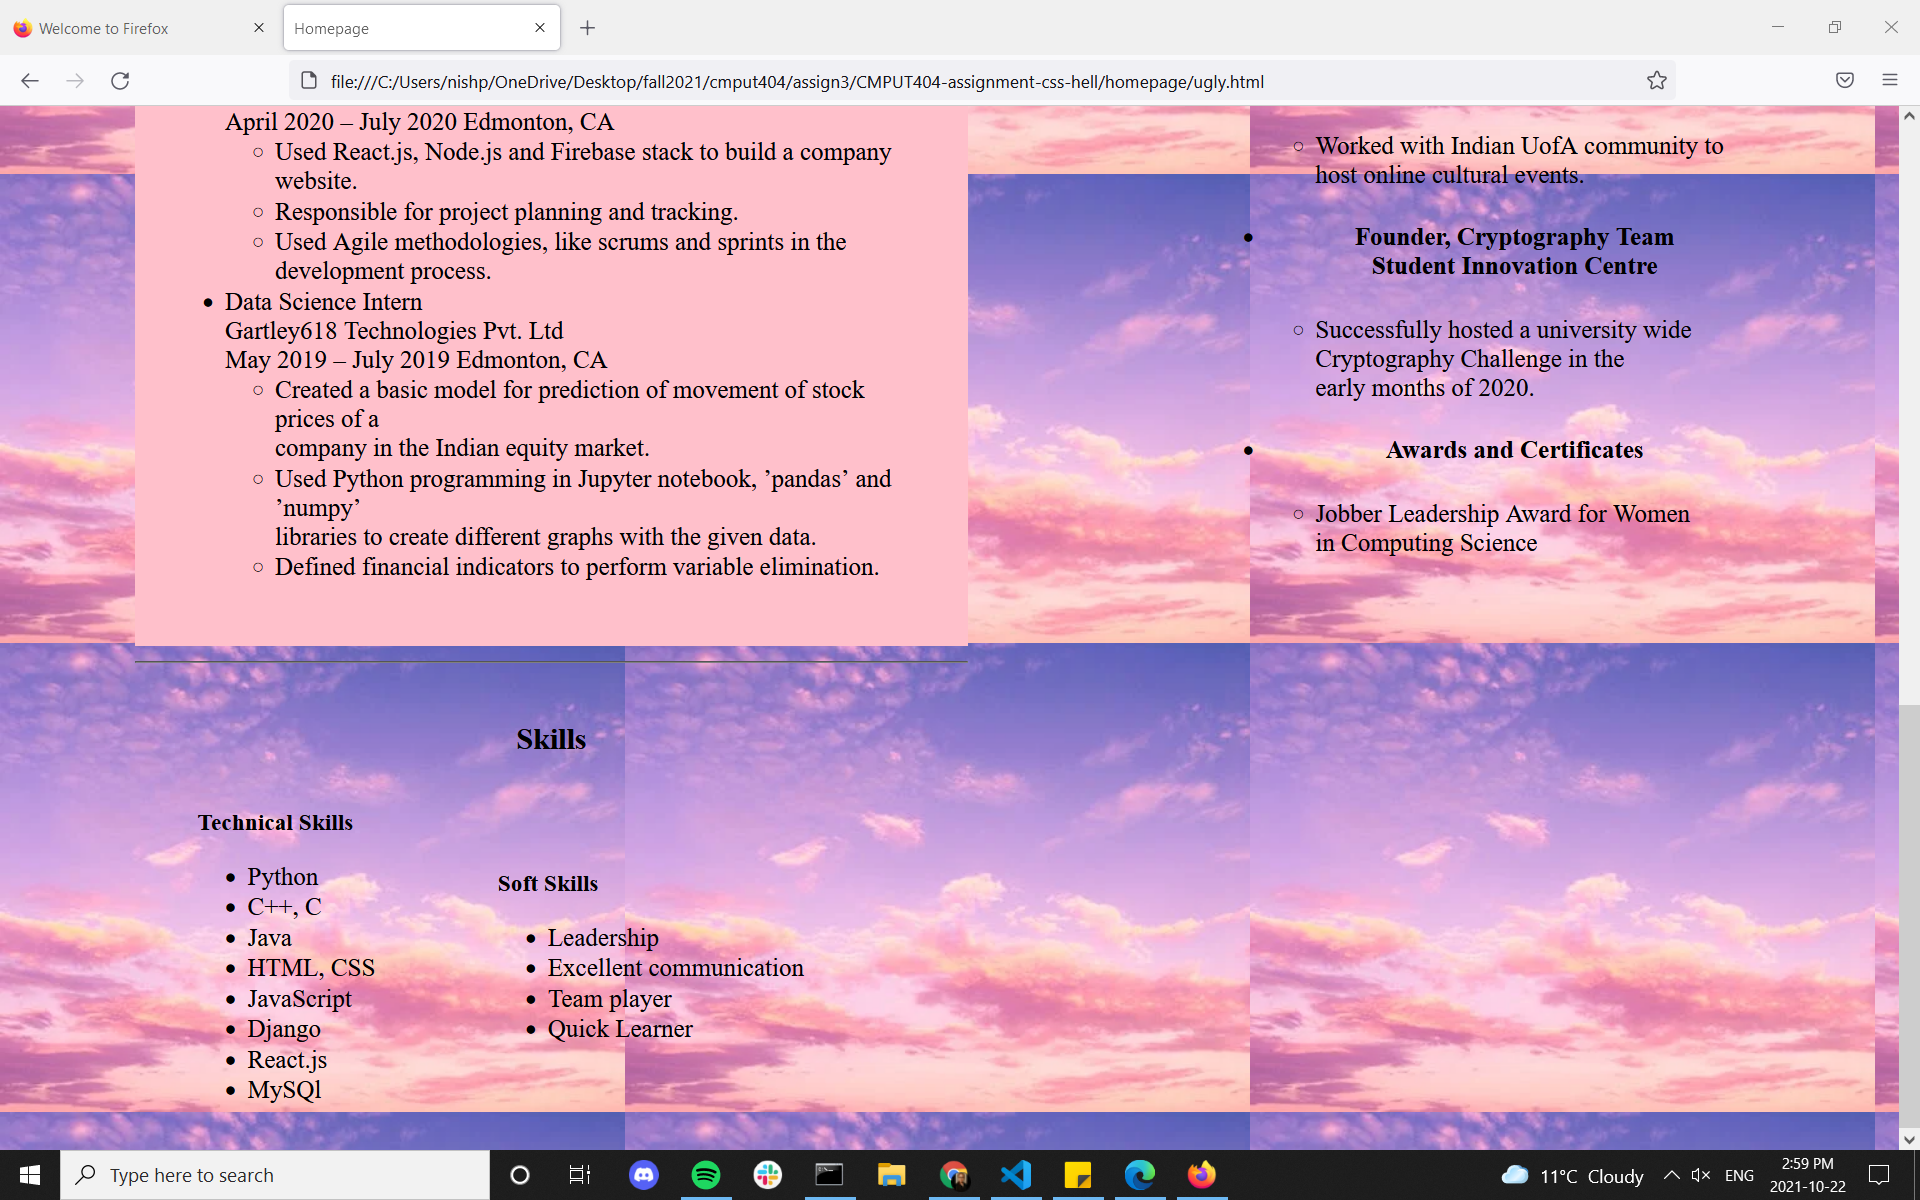 Welcome to Firefox
Homepage
file:///C:/Users/nishp/OneDrive/Desktop/fall2021/cmput404/assign3/CMPUT404-assignment-css-hell/homepage/ugly.html
April 2020 – July 2020 Edmonton, CA
Used React.js, Node.js and Firebase stack to build a company
website.
Responsible for project planning and tracking.
Used Agile methodologies, like scrums and sprints in the
development process.
Data Science Intern
Gartley618 Technologies Pvt. Ltd
May 2019 – July 2019 Edmonton, CA
Created a basic model for prediction of movement of stock
prices of a
company in the Indian equity market.
Used Python programming in Jupyter notebook, ’pandas’ and
’numpy’
libraries to create different graphs with the given data.
Defined financial indicators to perform variable elimination.
Worked with Indian UofA community to
host online cultural events.
Founder, Cryptography Team
Student Innovation Centre
Successfully hosted a university wide
Cryptography Challenge in the
early months of 2020.
Awards and Certificates
Jobber Leadership Award for Women
in Computing Science
Skills
Technical Skills
Python
C++, C
Java
HTML, CSS
JavaScript
Django
React.js
MySQl
Soft Skills
Leadership
Excellent communication
Team player
Quick Learner
Type here to search
11°C Cloudy
ENG
2:59 PM
2021-10-22